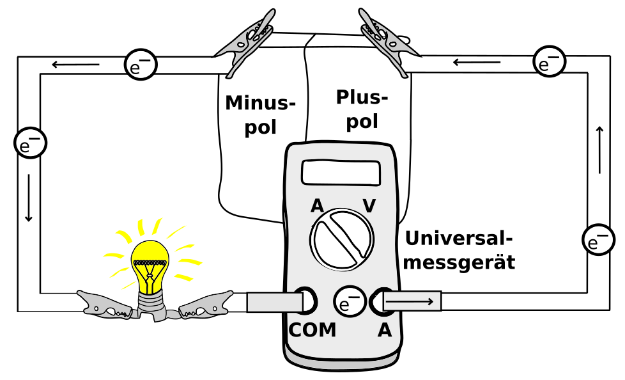 e−
e−
Minus-
pol
Plus-
pol
e−
A V
Universal-
messgerät
e−
e−
COM
A